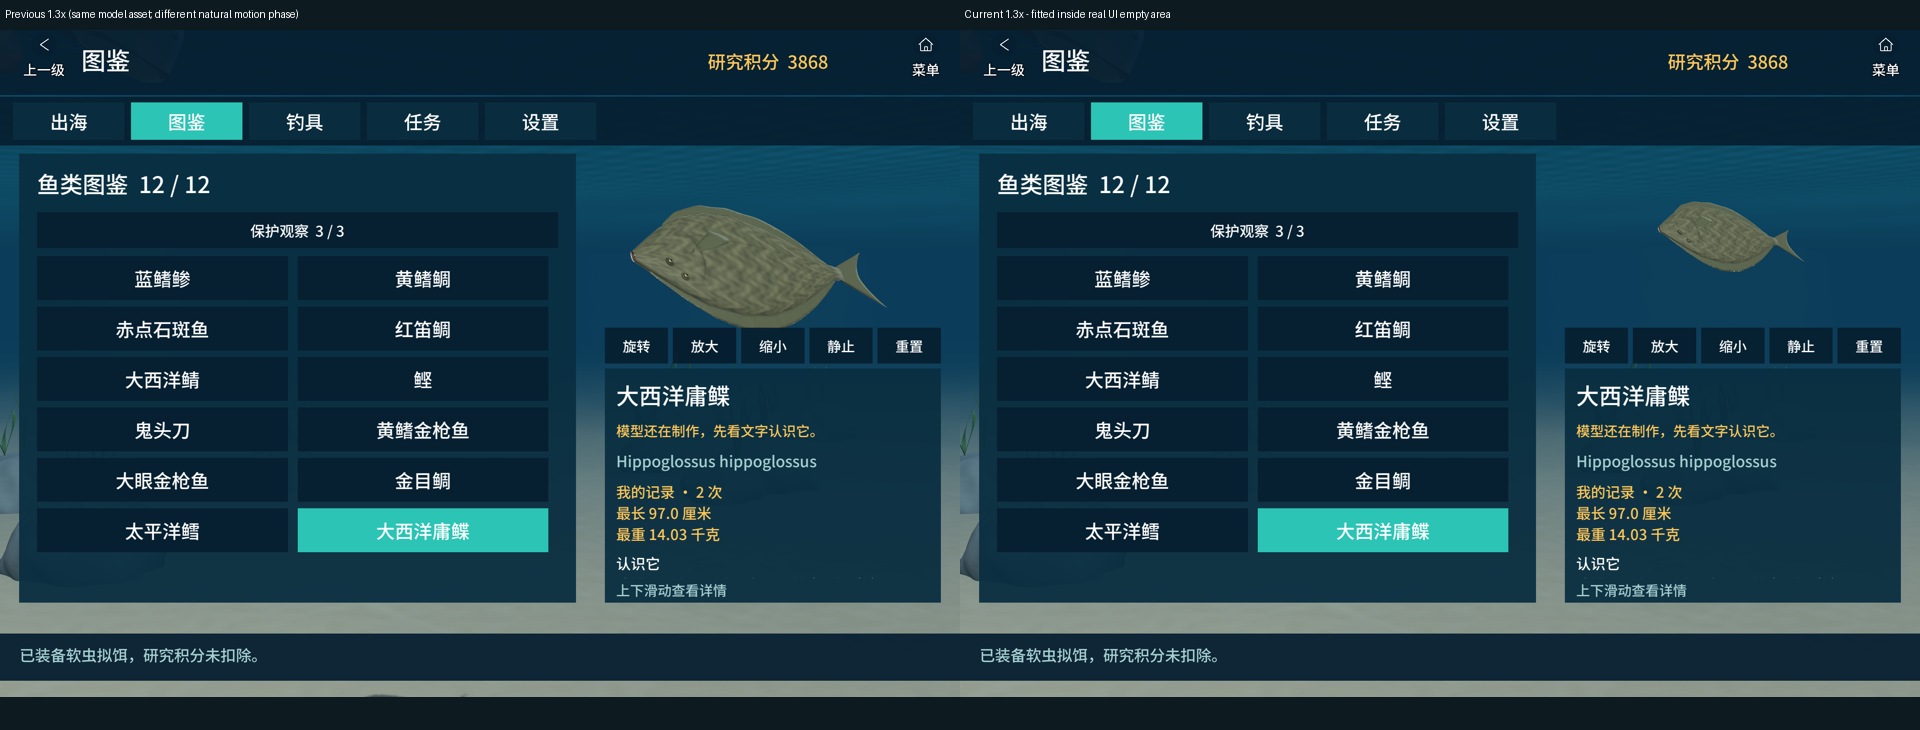 Previous 1.3x (same model asset; different natural motion phase)
上一级
图鉴
研究积分 3868
菜单
出海
图鉴
钓具
任务
设置
鱼类图鉴 12 / 12
保护观察 3 / 3
蓝鳍鲹
黄鳍鲷
赤点石斑鱼
红笛鲷
大西洋鲭
鲣
鬼头刀
黄鳍金枪鱼
大眼金枪鱼
金目鲷
太平洋鳕
大西洋庸鲽
旋转
放大
缩小
静止
重置
大西洋庸鲽
模型还在制作，先看文字认识它。
Hippoglossus hippoglossus
我的记录 · 2 次
最长 97.0 厘米
最重 14.03 千克
认识它
上下滑动查看详情
已装备软虫拟饵，研究积分未扣除。
Current 1.3x - fitted inside real UI empty area
上一级
图鉴
研究积分 3868
菜单
出海
图鉴
钓具
任务
设置
鱼类图鉴 12 / 12
保护观察 3 / 3
蓝鳍鲹
黄鳍鲷
赤点石斑鱼
红笛鲷
大西洋鲭
鲣
鬼头刀
黄鳍金枪鱼
大眼金枪鱼
金目鲷
太平洋鳕
大西洋庸鲽
旋转
放大
缩小
静止
重置
大西洋庸鲽
模型还在制作，先看文字认识它。
Hippoglossus hippoglossus
我的记录 · 2 次
最长 97.0 厘米
最重 14.03 千克
认识它
上下滑动查看详情
已装备软虫拟饵，研究积分未扣除。